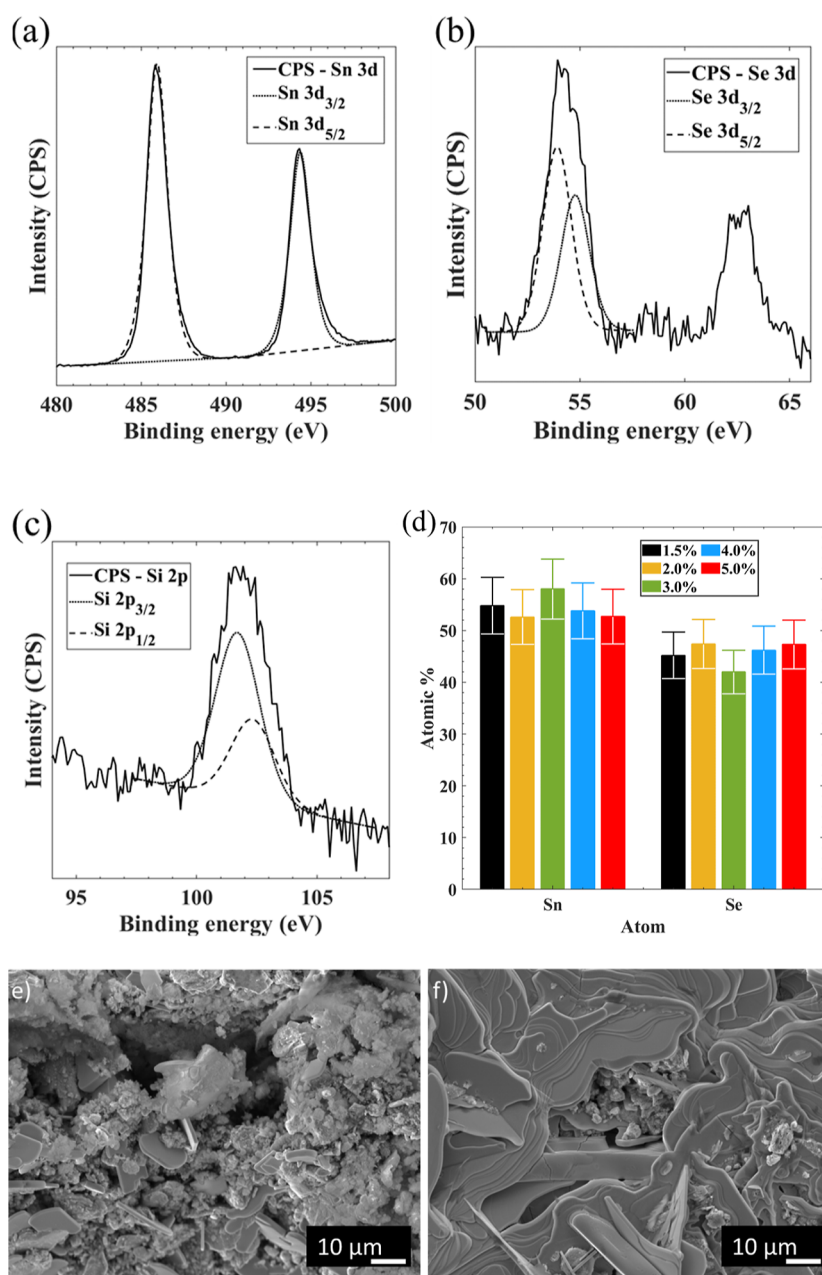 (a)
CPS - Sn 3d
Sn 3d3/2
Sn 3d5/2
Intensity (CPS)
480 485 490 495 500
Binding energy (eV)
(b)
CPS - Se 3d
Se 3d3/2
Se 3d5/2
Intensity (CPS)
50 55 60 65
Binding energy (eV)
(c)
CPS - Si 2p
Si 2p3/2
Si 2p1/2
Intensity (CPS)
95 100 105
Binding energy (eV)
(d)
70
60
50
40
30
20
10
0
Atomic %
1.5% 4.0%
2.0% 5.0%
3.0%
Sn Se
Atom
e)
10 µm
f)
10 µm